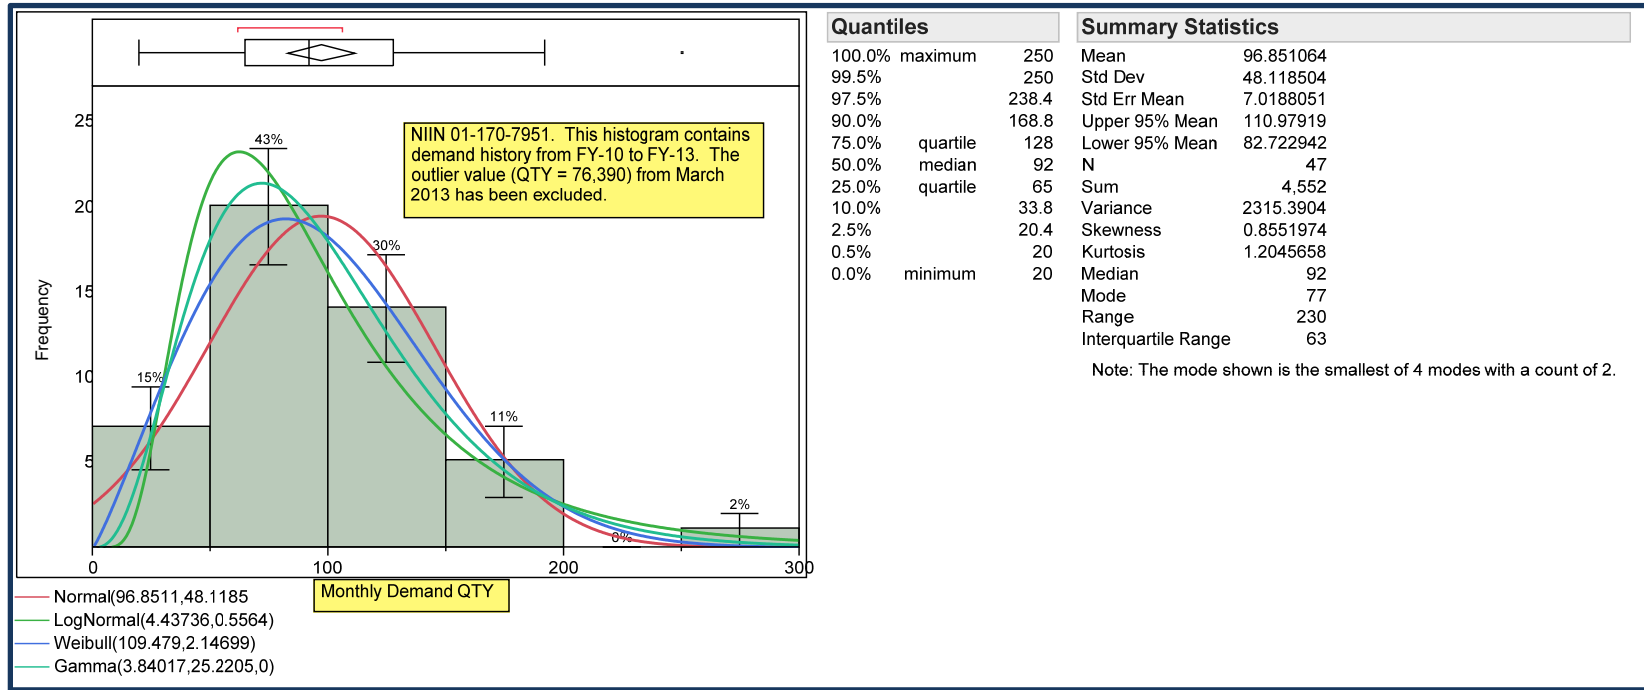 25
20
15
10
5
Frequency
15%
43%
30%
11%
0%
2%
NIIN 01-170-7951. This histogram contains
demand history from FY-10 to FY-13. The
outlier value (QTY = 76,390) from March
2013 has been excluded.
0 100 200 300
Monthly Demand QTY
Normal(96.8511,48.1185
LogNormal(4.43736,0.5564)
Weibull(109.479,2.14699)
Gamma(3.84017,25.2205,0)
Quantiles
100.0% maximum 250
99.5% 250
97.5% 238.4
90.0% 168.8
75.0% quartile 128
50.0% median 92
25.0% quartile 65
10.0% 33.8
2.5% 20.4
0.5% 20
0.0% minimum 20
Summary Statistics
Mean 96.851064
Std Dev 48.118504
Std Err Mean 7.0188051
Upper 95% Mean 110.97919
Lower 95% Mean 82.722942
N 47
Sum 4,552
Variance 2315.3904
Skewness 0.8551974
Kurtosis 1.2045658
Median 92
Mode 77
Range 230
Interquartile Range 63
Note: The mode shown is the smallest of 4 modes with a count of 2.